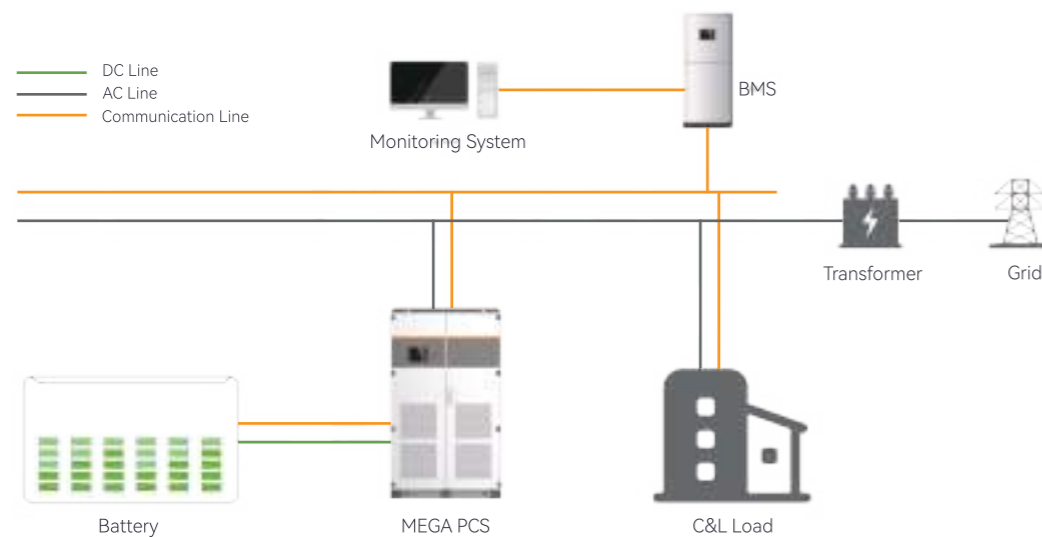 DC Line
AC Line
Communication Line
Monitoring System
BMS
Transformer
Grid
Battery
MEGA PCS
C&L Load